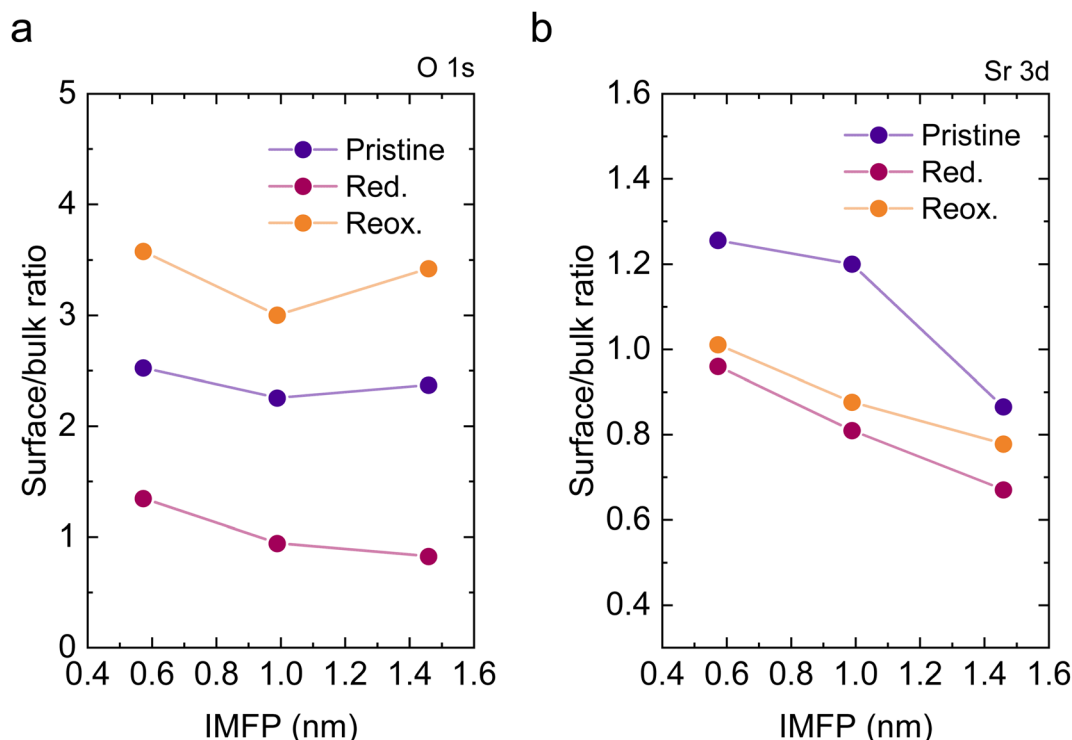 a
O 1s
5
4
3
2
1
0
Surface/bulk ratio
Pristine
Red.
Reox.
0.4 0.6 0.8 1.0 1.2 1.4 1.6
IMFP (nm)
b
Sr 3d
1.6
1.4
1.2
1.0
0.8
0.6
0.4
Surface/bulk ratio
Pristine
Red.
Reox.
0.4 0.6 0.8 1.0 1.2 1.4 1.6
IMFP (nm)